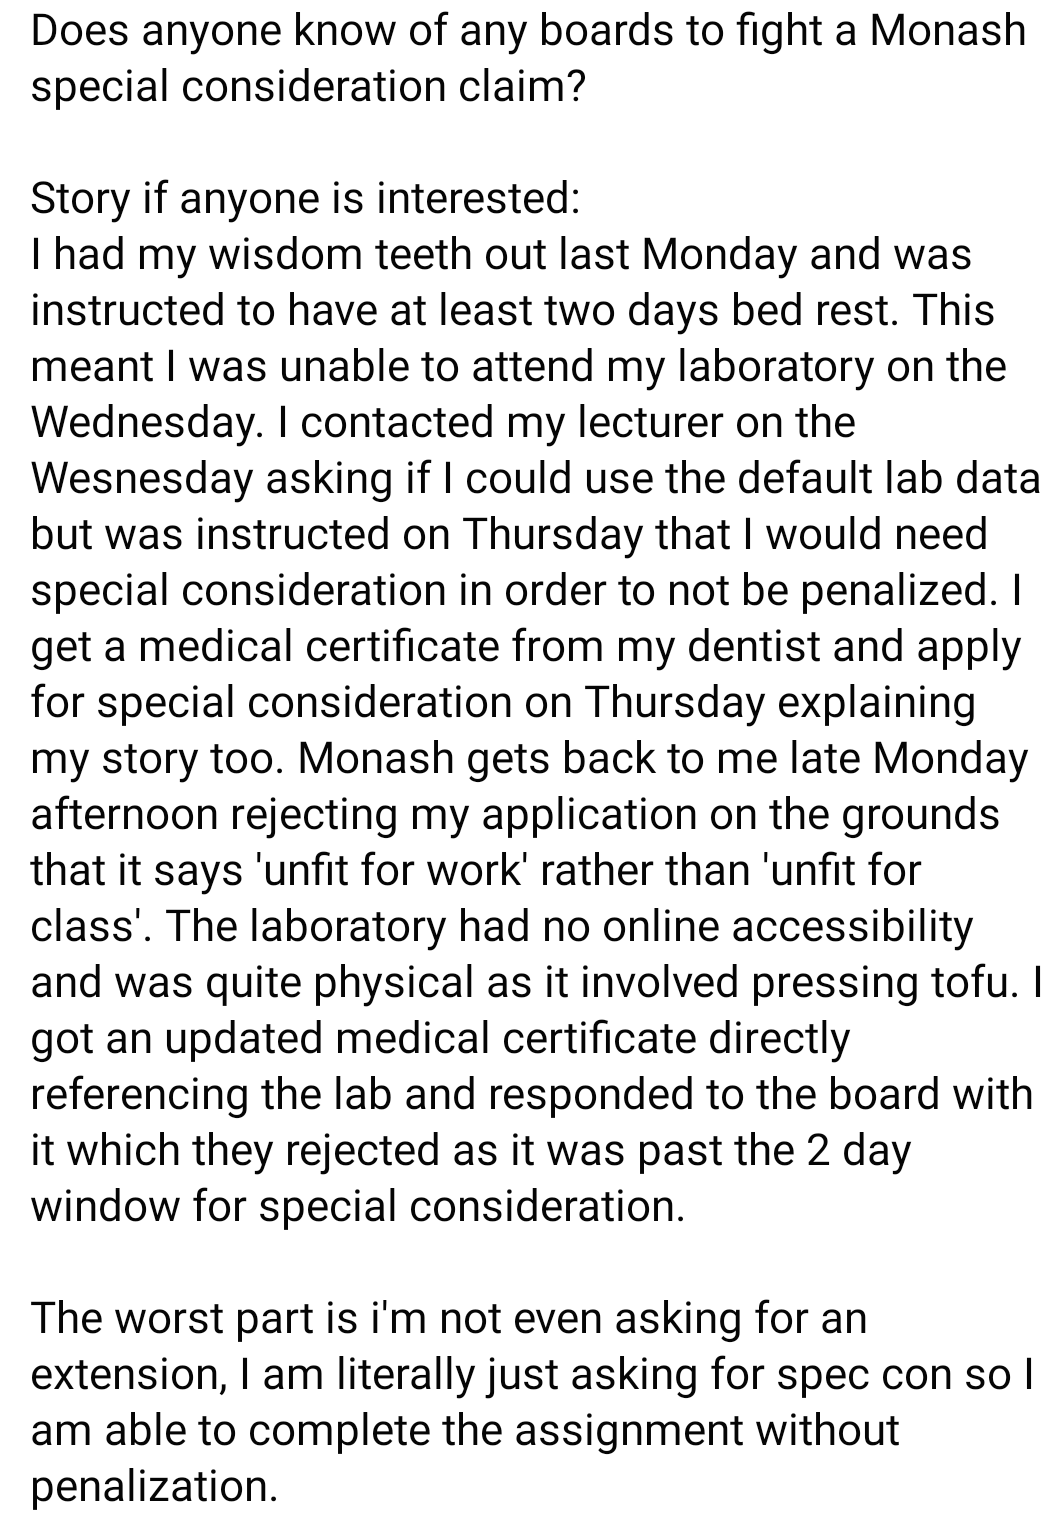 Does anyone know of any boards to fight a Monash
special consideration claim?
Story if anyone is interested:
I had my wisdom teeth out last Monday and was
instructed to have at least two days bed rest. This
meant I was unable to attend my laboratory on the
Wednesday. I contacted my lecturer on the
Wesnesday asking if I could use the default lab data
but was instructed on Thursday that I would need
special consideration in order to not be penalized. I
get a medical certificate from my dentist and apply
for special consideration on Thursday explaining
my story too. Monash gets back to me late Monday
afternoon rejecting my application on the grounds
that it says 'unfit for work' rather than 'unfit for
class'. The laboratory had no online accessibility
and was quite physical as it involved pressing tofu. I
got an updated medical certificate directly
referencing the lab and responded to the board with
it which they rejected as it was past the 2 day
window for special consideration.
The worst part is i'm not even asking for an
extension, I am literally just asking for spec con so I
am able to complete the assignment without
penalization.